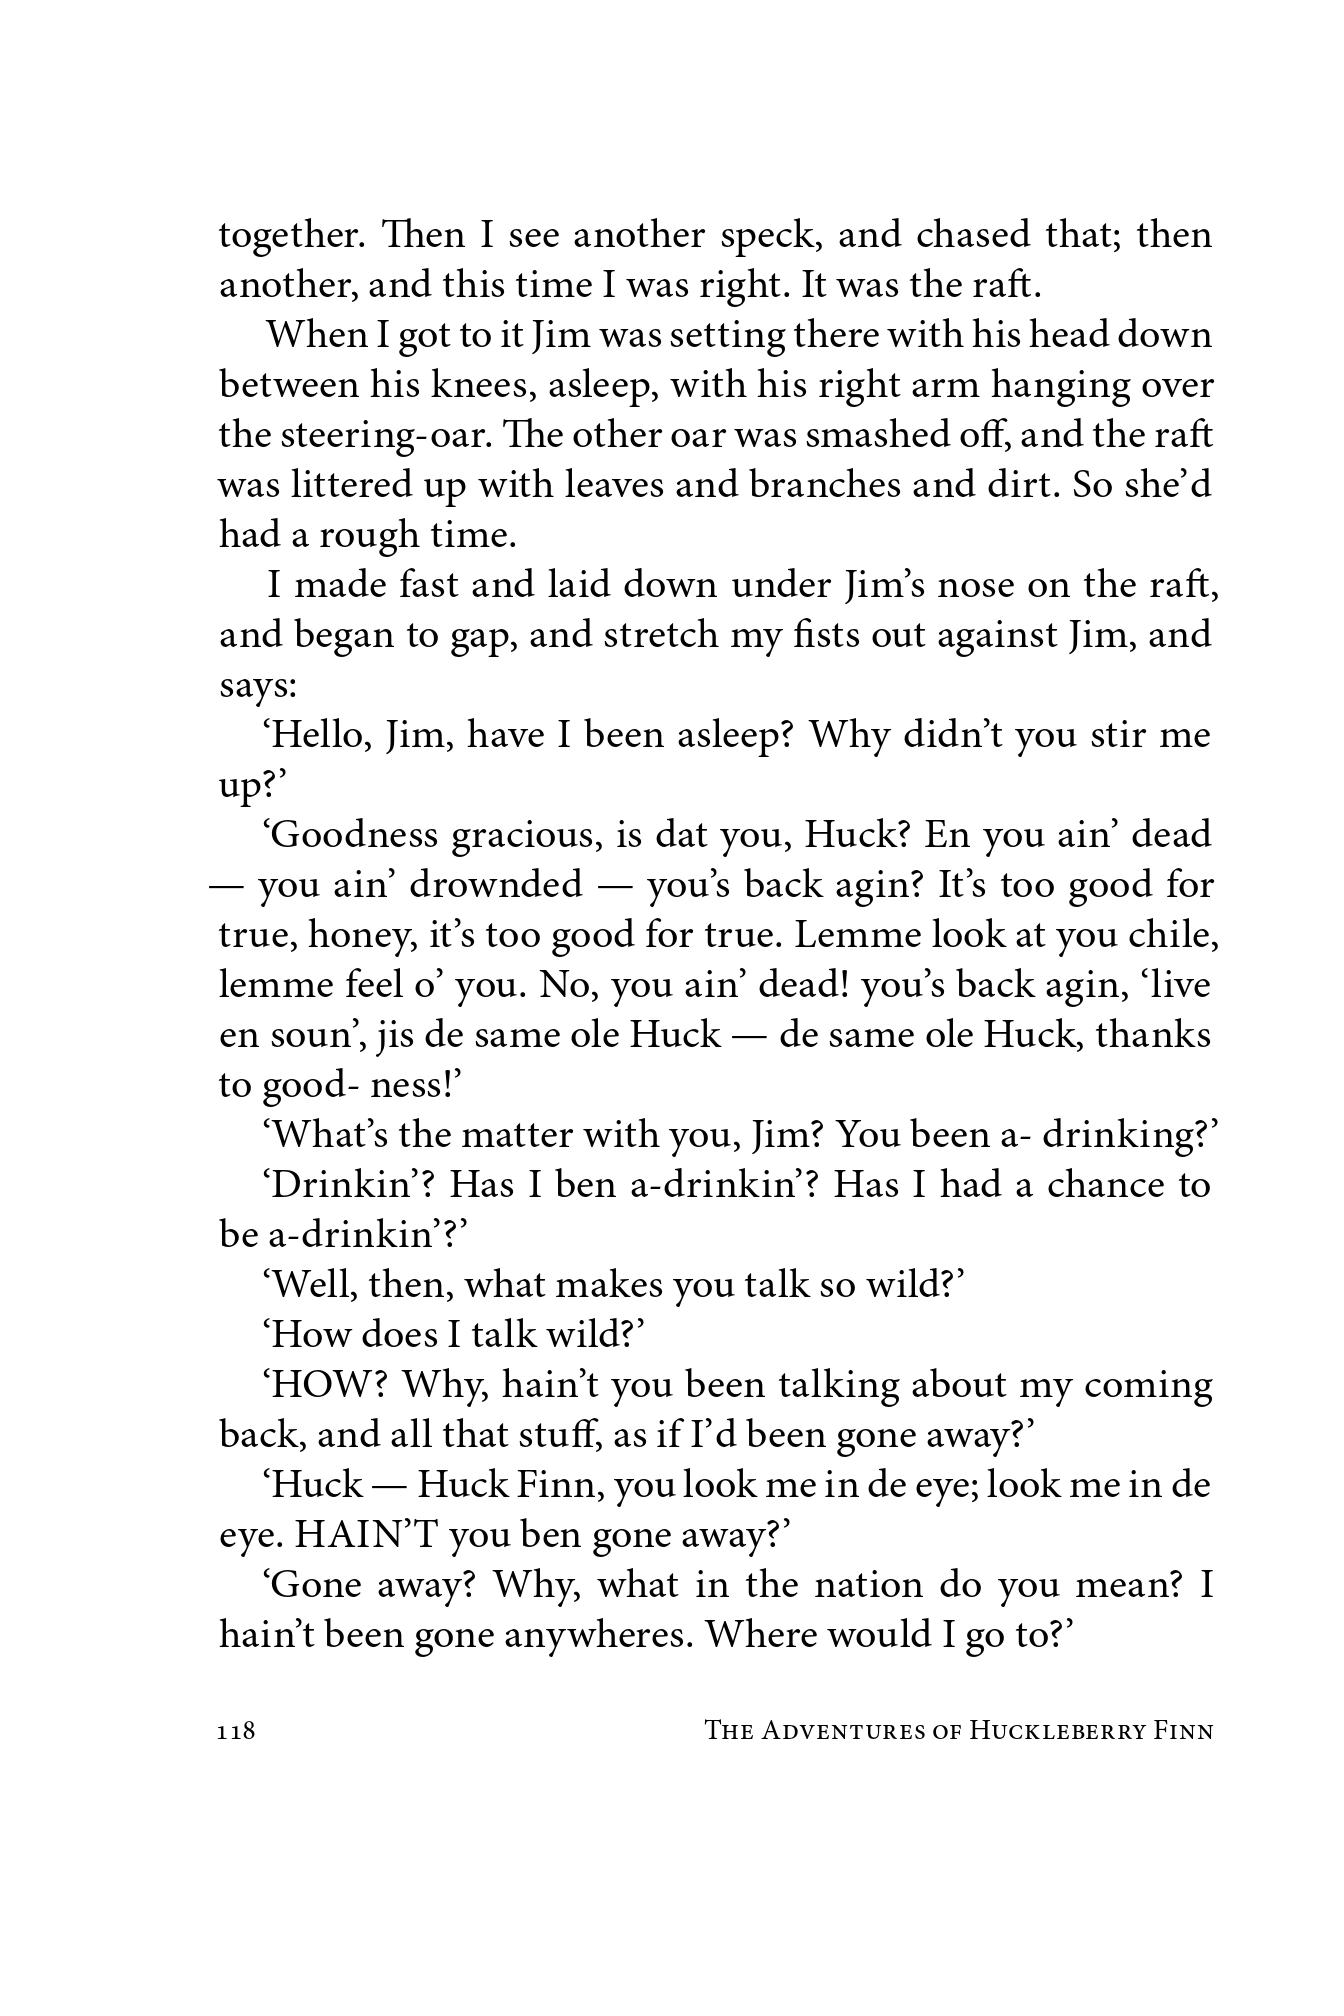 together. Then I see another speck, and chased that; then
another, and this time I was right. It was the raft.
When I got to it Jim was setting there with his head down
between his knees, asleep, with his right arm hanging over
the steering-oar. The other oar was smashed off, and the raft
was littered up with leaves and branches and dirt. So she’d
had a rough time.
I made fast and laid down under Jim’s nose on the raft,
and began to gap, and stretch my fists out against Jim, and
says:
‘Hello, Jim, have I been asleep? Why didn’t you stir me
up?’
‘Goodness gracious, is dat you, Huck? En you ain’ dead
— you ain’ drownded — you’s back agin? It’s too good for
true, honey, it’s too good for true. Lemme look at you chile,
lemme feel o’ you. No, you ain’ dead! you’s back agin, ‘live
en soun’, jis de same ole Huck — de same ole Huck, thanks
to good- ness!’
‘What’s the matter with you, Jim? You been a- drinking?’
‘Drinkin’? Has I ben a-drinkin’? Has I had a chance to
be a-drinkin’?’
‘Well, then, what makes you talk so wild?’
‘How does I talk wild?’
‘HOW? Why, hain’t you been talking about my coming
back, and all that stuff, as if I’d been gone away?’
‘Huck — Huck Finn, you look me in de eye; look me in de
eye. HAIN’T you ben gone away?’
‘Gone away? Why, what in the nation do you mean? I
hain’t been gone anywheres. Where would I go to?’
118 The Adventures of Huckleberry Finn